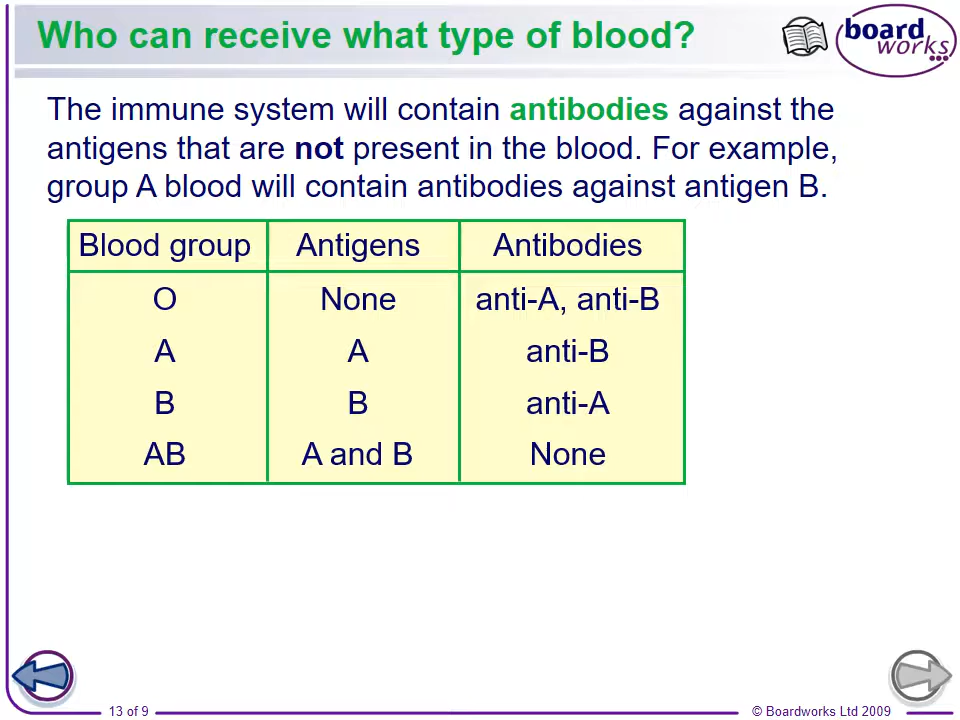 Who can receive what type of blood?
board
works
The immune system will contain antibodies against the
antigens that are not present in the blood. For example,
group A blood will contain antibodies against antigen B.
Blood group Antigens Antibodies
O None anti-A, anti-B
A A anti-B
B B anti-A
AB A and B None
13 of 9 © Boardworks Ltd 2009